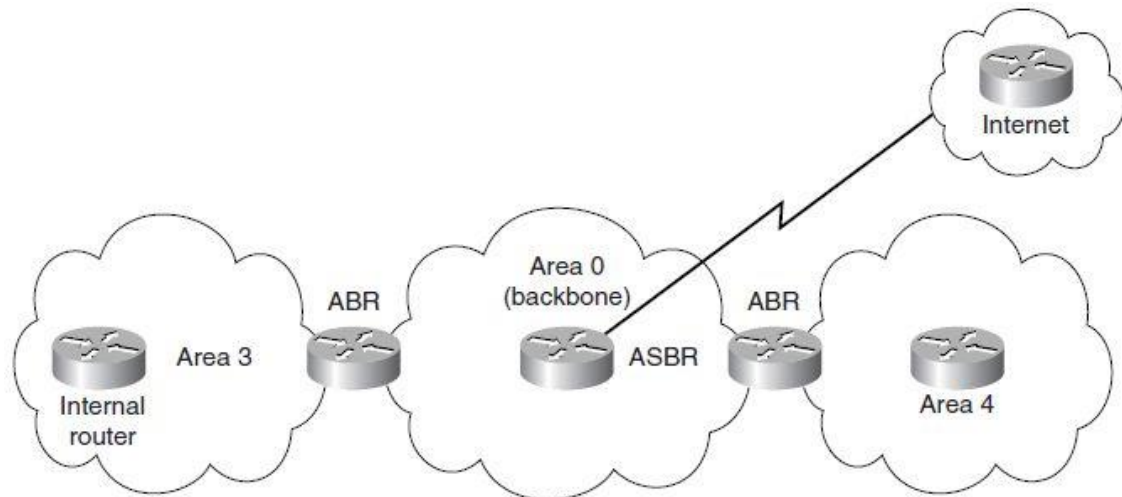 Internet
Area 0
(backbone)
ABR
ABR
Area 3
ASBR
Internal
router
Area 4